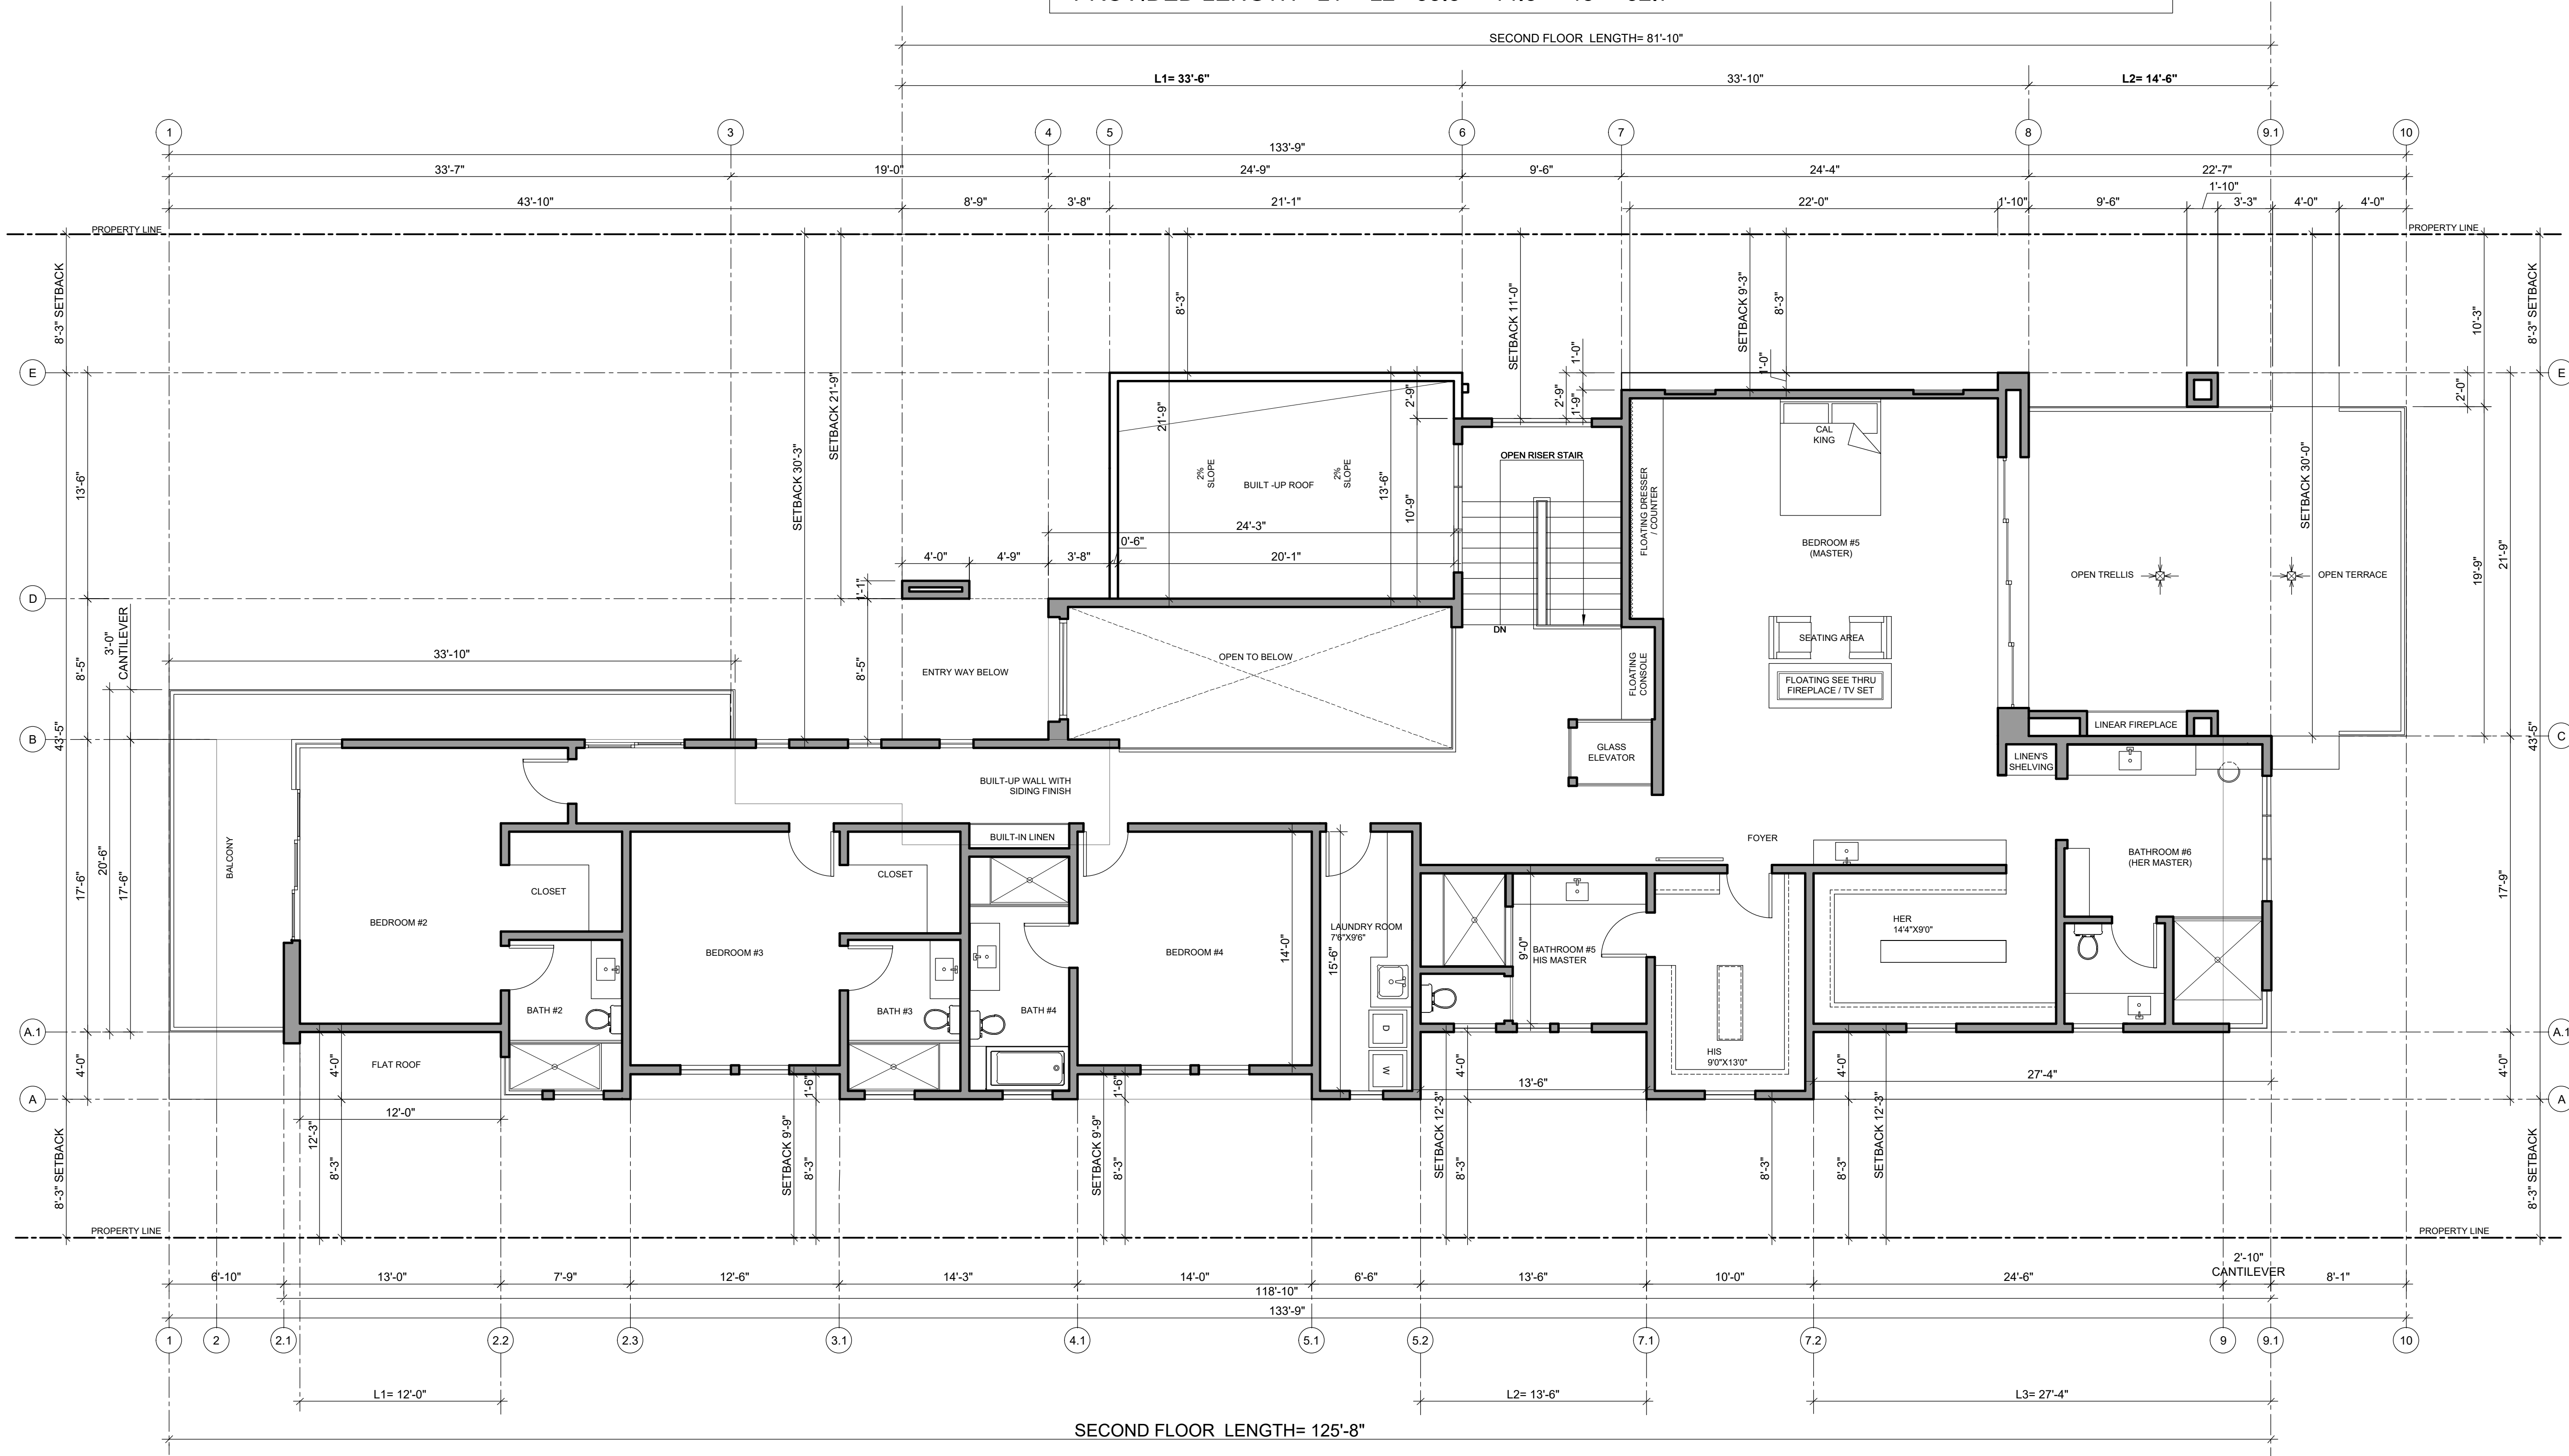 SECOND FLOOR LENGTH= 81'-10"
L1= 33'-6"
33'-10"
L2= 14'-6"
1
3
4
5
6
7
8
9.1
10
133'-9"
33'-7"
19'-0"
24'-9"
9'-6"
24'-4"
22'-7"
1'-10"
43'-10"
8'-9"
3'-8"
21'-1"
22'-0"
1'-10"
9'-6"
3'-3"
4'-0"
4'-0"
PROPERTY LINE
PROPERTY LINE
8'-3" SETBACK
SETBACK 30'-3"
SETBACK 21'-9"
8'-3"
SETBACK 11'-0"
SETBACK 9'-3"
8'-3"
10'-3"
8'-3" SETBACK
E
E
13'-6"
21'-9"
2'-9"
2'-9"
1'-0"
1'-9"
1'-0"
2'-0"
2%
SLOPE
BUILT -UP ROOF
2%
SLOPE
13'-6"
10'-9"
OPEN RISER STAIR
CAL
KING
FLOATING DRESSER
/ COUNTER
SETBACK 30'-0"
24'-3"
0'-6"
4'-0"
4'-9"
3'-8"
20'-1"
BEDROOM #5
(MASTER)
OPEN TRELLIS
OPEN TERRACE
19'-9"
21'-9"
1'-1"
D
DN
3'-0"
CANTILEVER
8'-5"
33'-10"
8'-5"
ENTRY WAY BELOW
OPEN TO BELOW
SEATING AREA
FLOATING
CONSOLE
FLOATING SEE THRU
FIREPLACE / TV SET
LINEAR FIREPLACE
B
43'-5"
C
43'-5"
GLASS
ELEVATOR
LINEN'S
SHELVING
BUILT-UP WALL WITH
SIDING FINISH
BUILT-IN LINEN
FOYER
BALCONY
20'-6"
17'-6"
17'-6"
CLOSET
CLOSET
BATHROOM #6
(HER MASTER)
17'-9"
BEDROOM #2
BEDROOM #3
BEDROOM #4
14'-0"
15'-6"
LAUNDRY ROOM
7'6"X9'6"
9'-0"
BATHROOM #5
HIS MASTER
HER
14'4"X9'0"
BATH #2
BATH #3
BATH #4
D
W
HIS
9'0"X13'0"
A.1
A.1
4'-0"
FLAT ROOF
4'-0"
1'-6"
1'-6"
4'-0"
13'-6"
4'-0"
27'-4"
4'-0"
A
A
12'-0"
8'-3" SETBACK
12'-3"
8'-3"
SETBACK 9'-9"
8'-3"
SETBACK 9'-9"
8'-3"
SETBACK 12'-3"
8'-3"
8'-3"
8'-3"
SETBACK 12'-3"
8'-3" SETBACK
PROPERTY LINE
PROPERTY LINE
6'-10"
13'-0"
7'-9"
12'-6"
14'-3"
14'-0"
6'-6"
13'-6"
10'-0"
24'-6"
2'-10"
CANTILEVER
8'-1"
118'-10"
133'-9"
1
2
2.1
2.2
2.3
3.1
4.1
5.1
5.2
7.1
7.2
9
9.1
10
L1= 12'-0"
L2= 13'-6"
L3= 27'-4"
SECOND FLOOR LENGTH= 125'-8"